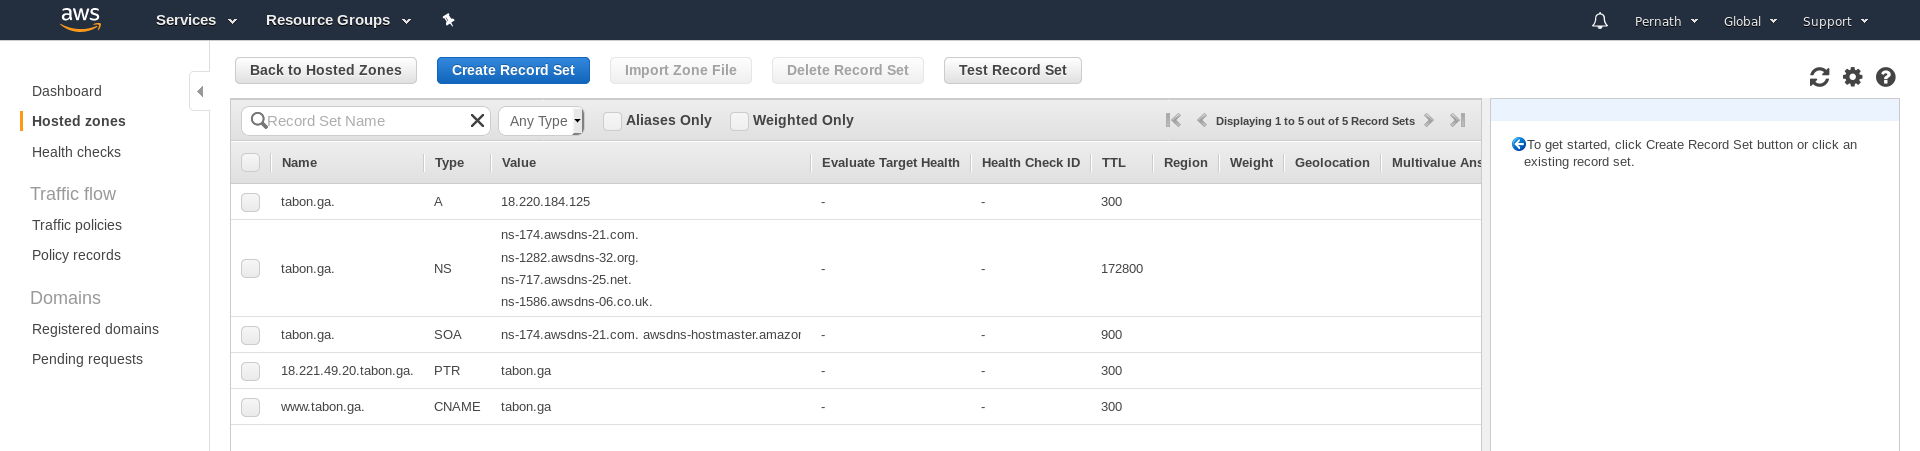 aws Services Resource Groups Pernath Global Support
Back to Hosted Zones Create Record Set Import Zone File Delete Record Set Test Record Set
Dashboard
Hosted zones
Health checks
Traffic flow
Traffic policies
Policy records
Domains
Registered domains
Pending requests
Record Set Name Any Type Aliases Only Weighted Only Displaying 1 to 5 out of 5 Record Sets
Name Type Value Evaluate Target Health Health Check ID TTL Region Weight Geolocation Multivalue Ans
tabon.ga. A 18.220.184.125 - - 300
ns-174.awsdns-21.com.
ns-1282.awsdns-32.org.
tabon.ga. NS - - 172800
ns-717.awsdns-25.net.
ns-1586.awsdns-06.co.uk.
tabon.ga. SOA ns-174.awsdns-21.com. awsdns-hostmaster.amazon - - 900
18.221.49.20.tabon.ga. PTR tabon.ga - - 300
www.tabon.ga. CNAME tabon.ga - - 300
To get started, click Create Record Set button or click an
existing record set.